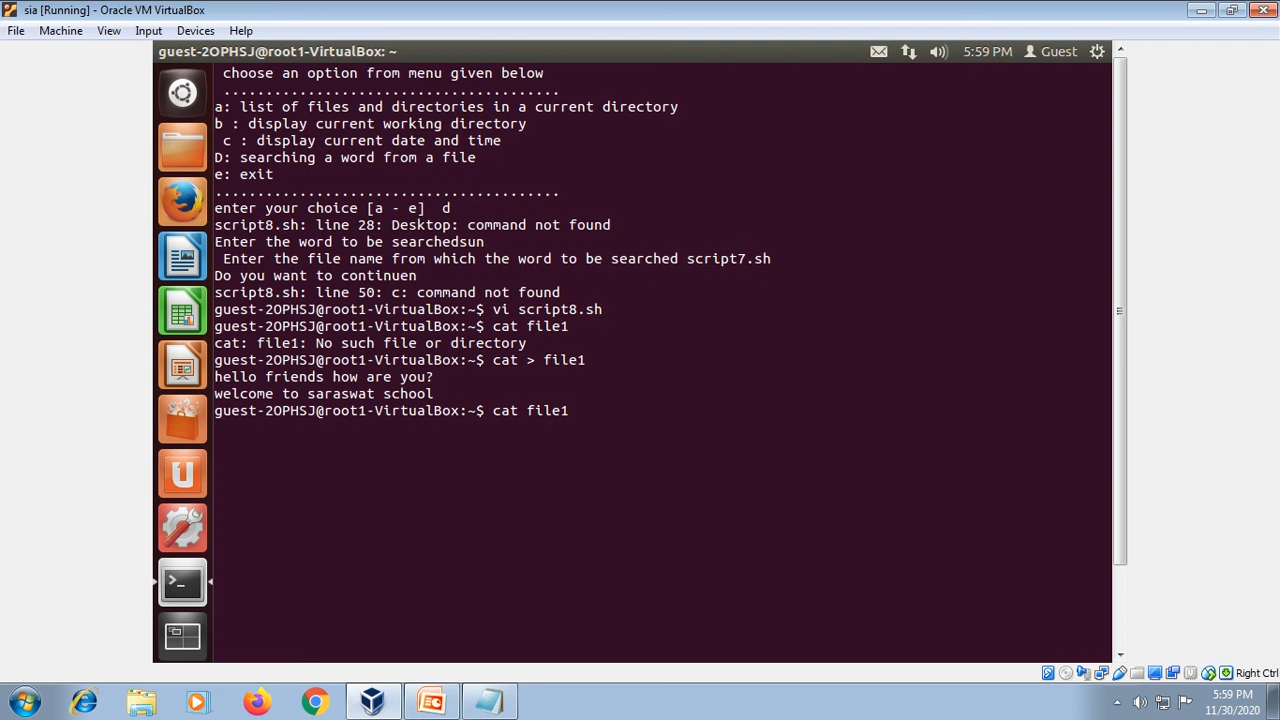 sia [Running] - Oracle VM VirtualBox
File Machine View Input Devices Help
guest-2OPHSJ@root1-VirtualBox: ~ 5:59 PM Guest
choose an option from menu given below
.........................................
a: list of files and directories in a current directory
b : display current working directory
c : display current date and time
D: searching a word from a file
e: exit
.........................................
enter your choice [a - e]  d
script8.sh: line 28: Desktop: command not found
Enter the word to be searchedsun
Enter the file name from which the word to be searched script7.sh
Do you want to continuen
script8.sh: line 50: c: command not found
guest-2OPHSJ@root1-VirtualBox:~$ vi script8.sh
guest-2OPHSJ@root1-VirtualBox:~$ cat file1
cat: file1: No such file or directory
guest-2OPHSJ@root1-VirtualBox:~$ cat > file1
hello friends how are you?
welcome to saraswat school
guest-2OPHSJ@root1-VirtualBox:~$ cat file1
Right Ctrl
5:59 PM
11/30/2020